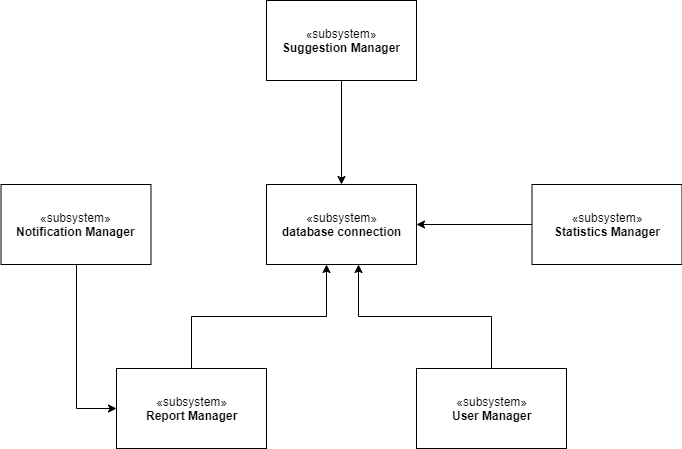 «subsystem»
Suggestion Manager
«subsystem»
Notification Manager
«subsystem»
database connection
«subsystem»
Statistics Manager
«subsystem»
Report Manager
«subsystem»
User Manager